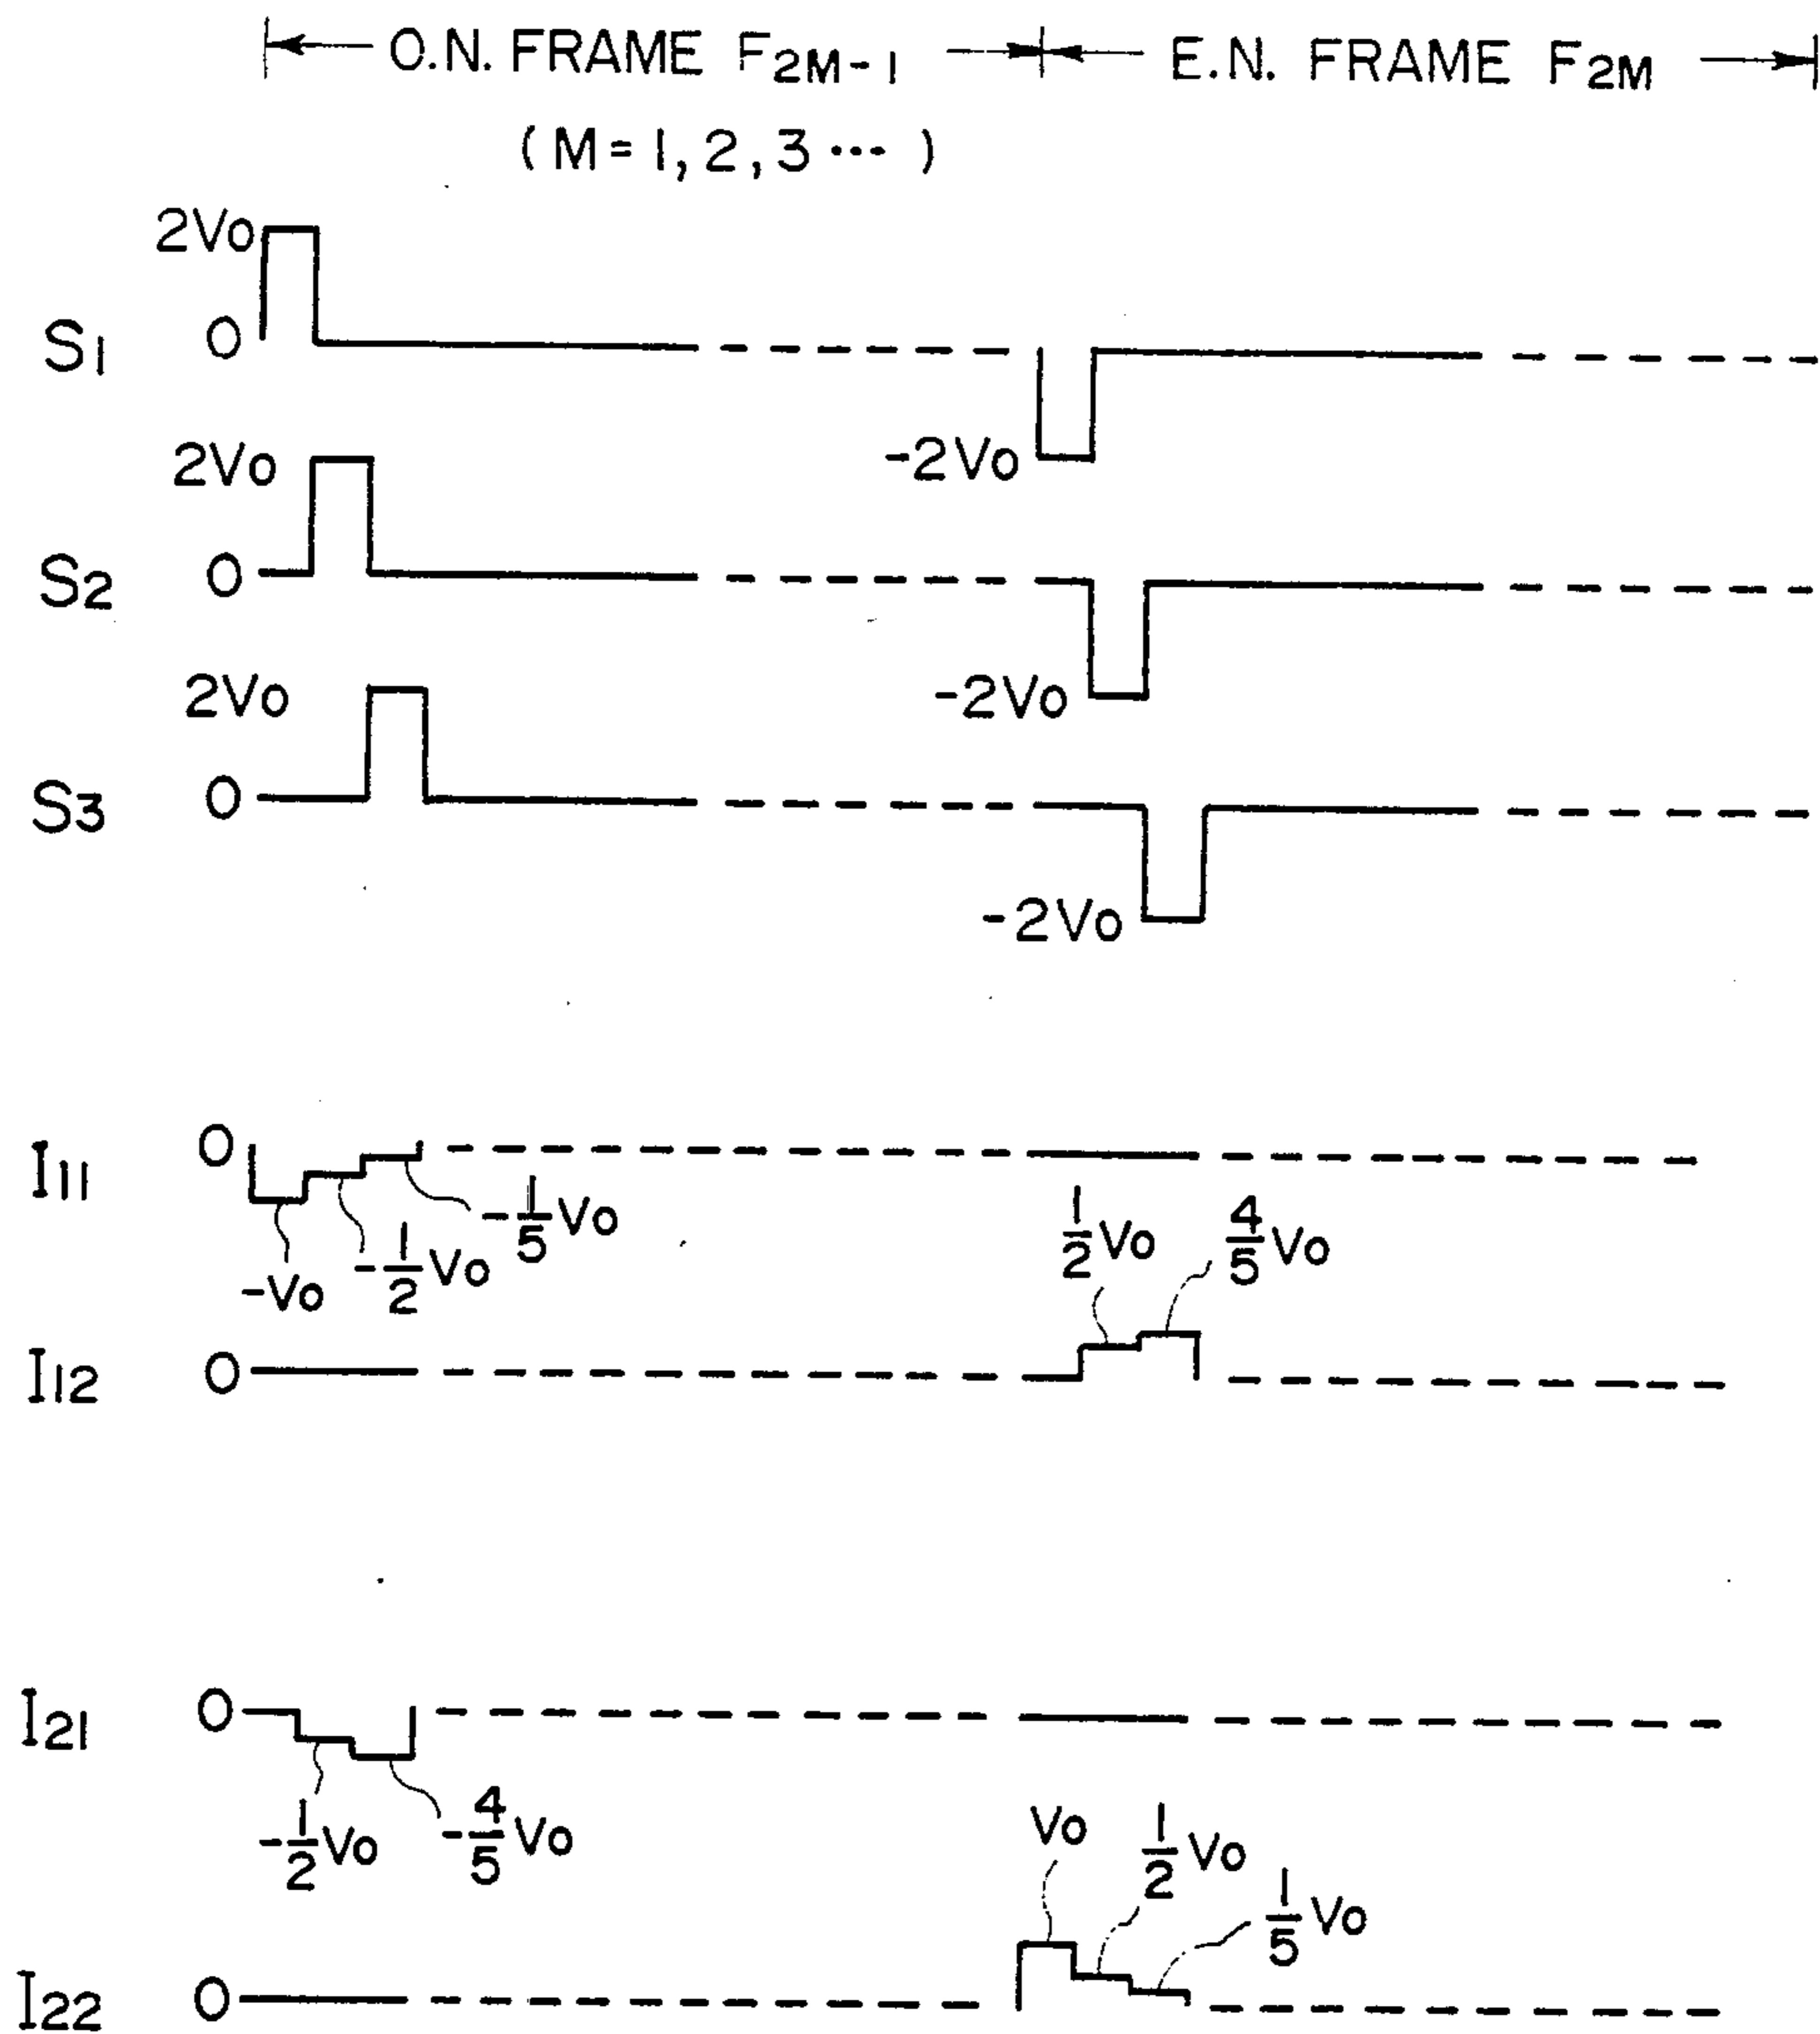 O.N. FRAME F2M-1 E.N. FRAME F2M
(M=1,2,3...)
2Vo
S1 0
-2Vo
2Vo
S2 0
-2Vo
2Vo
S3 0
-2Vo
I11 0
-Vo -1/2Vo -1/5Vo
1/2Vo 4/5Vo
I12 0
I21 0
-1/2Vo -4/5Vo
Vo 1/2Vo 1/5Vo
I22 0